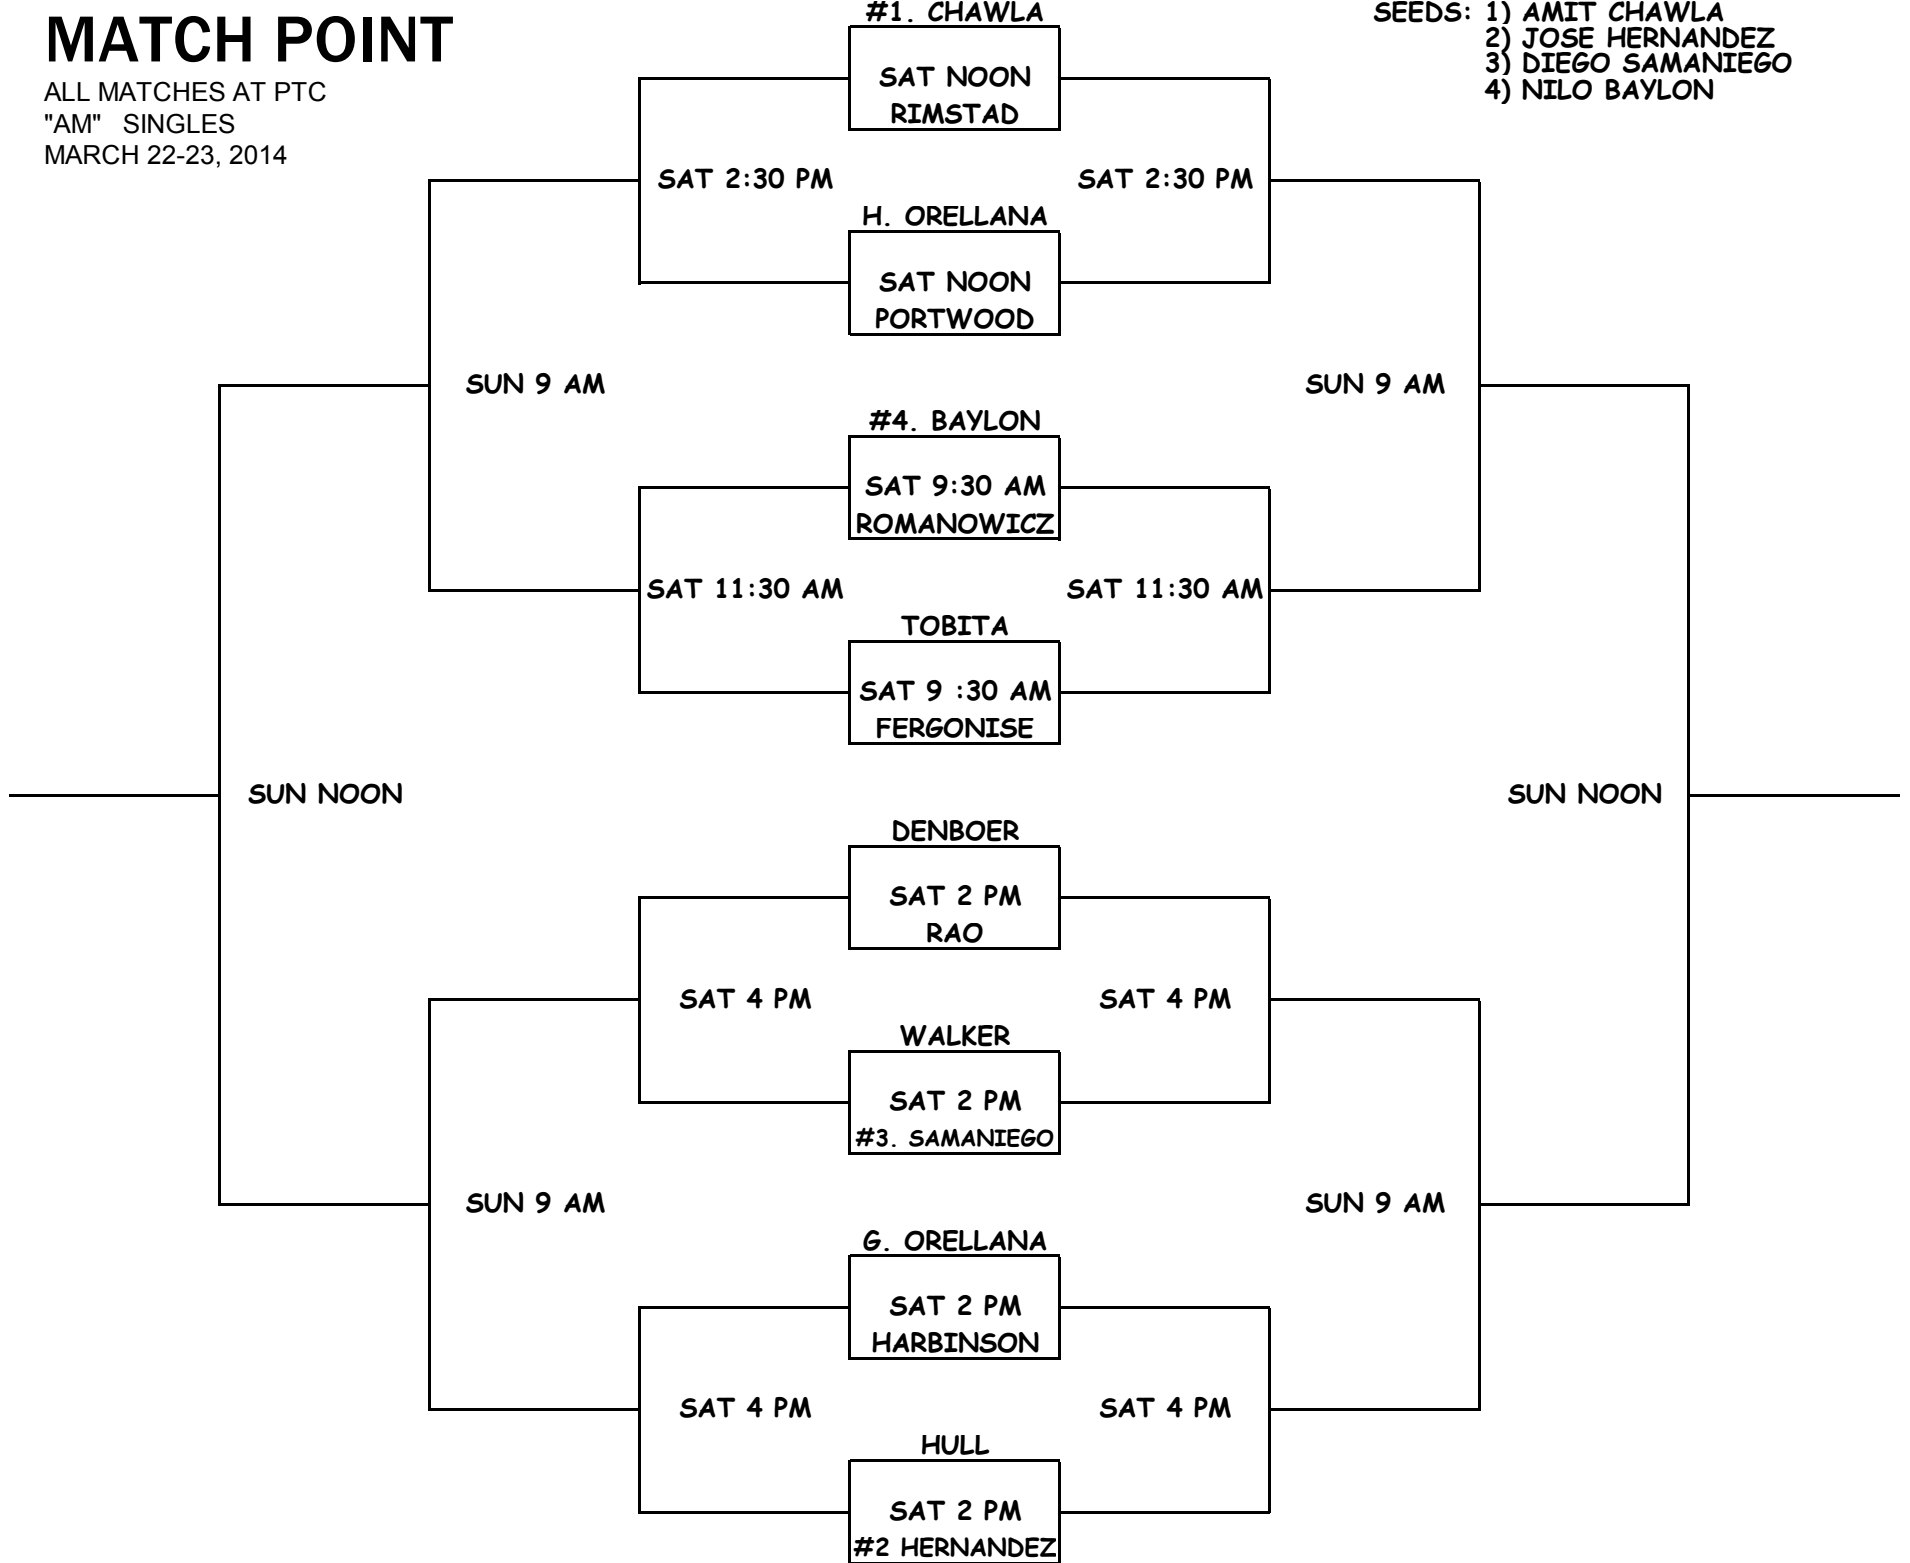 MATCH POINT
ALL MATCHES AT PTC
"AM" SINGLES
MARCH 22-23, 2014
SEEDS: 1) AMIT CHAWLA
2) JOSE HERNANDEZ
3) DIEGO SAMANIEGO
4) NILO BAYLON
#1. CHAWLA
SAT NOON
RIMSTAD
SAT 2:30 PM
SAT 2:30 PM
H. ORELLANA
SAT NOON
PORTWOOD
SUN 9 AM
SUN 9 AM
#4. BAYLON
SAT 9:30 AM
ROMANOWICZ
SAT 11:30 AM
SAT 11:30 AM
TOBITA
SAT 9 :30 AM
FERGONISE
SUN NOON
SUN NOON
DENBOER
SAT 2 PM
RAO
SAT 4 PM
SAT 4 PM
WALKER
SAT 2 PM
#3. SAMANIEGO
SUN 9 AM
SUN 9 AM
G. ORELLANA
SAT 2 PM
HARBINSON
SAT 4 PM
SAT 4 PM
HULL
SAT 2 PM
#2 HERNANDEZ